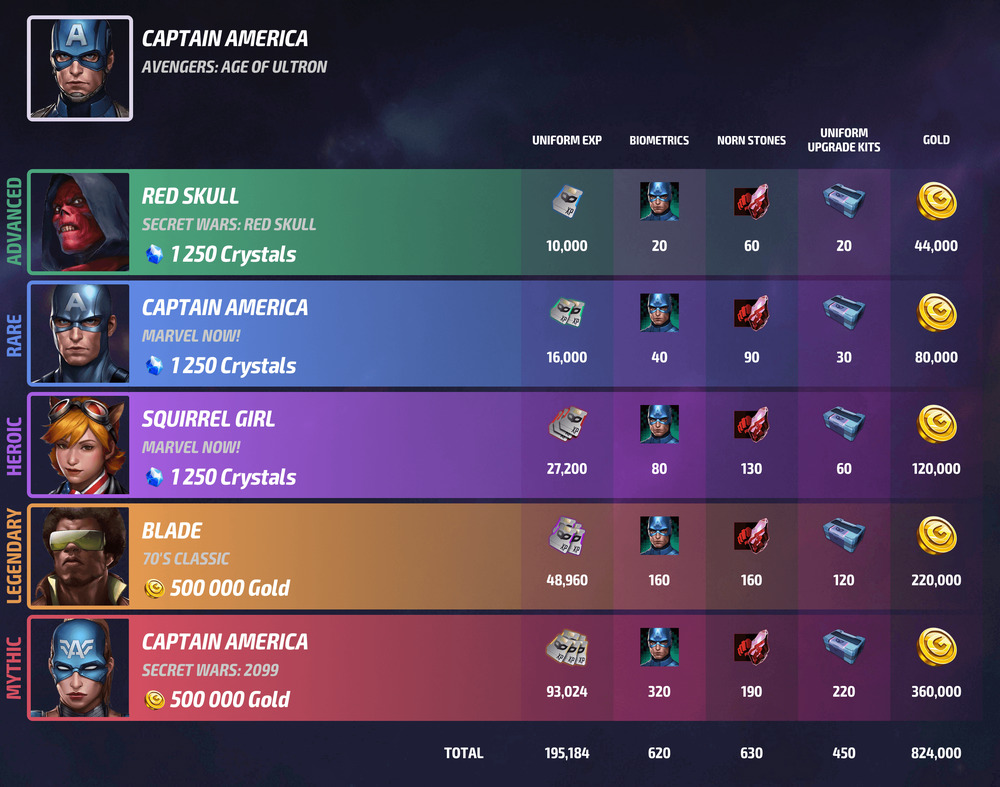 CAPTAIN AMERICA
AVENGERS: AGE OF ULTRON
UNIFORM EXP BIOMETRICS NORN STONES UNIFORM UPGRADE KITS GOLD
ADVANCED
RED SKULL
SECRET WARS: RED SKULL
1 250 Crystals
10,000 20 60 20 44,000
RARE
CAPTAIN AMERICA
MARVEL NOW!
1 250 Crystals
16,000 40 90 30 80,000
HEROIC
SQUIRREL GIRL
MARVEL NOW!
1 250 Crystals
27,200 80 130 60 120,000
LEGENDARY
BLADE
70'S CLASSIC
500 000 Gold
48,960 160 160 120 220,000
MYTHIC
CAPTAIN AMERICA
SECRET WARS: 2099
500 000 Gold
93,024 320 190 220 360,000
TOTAL 195,184 620 630 450 824,000